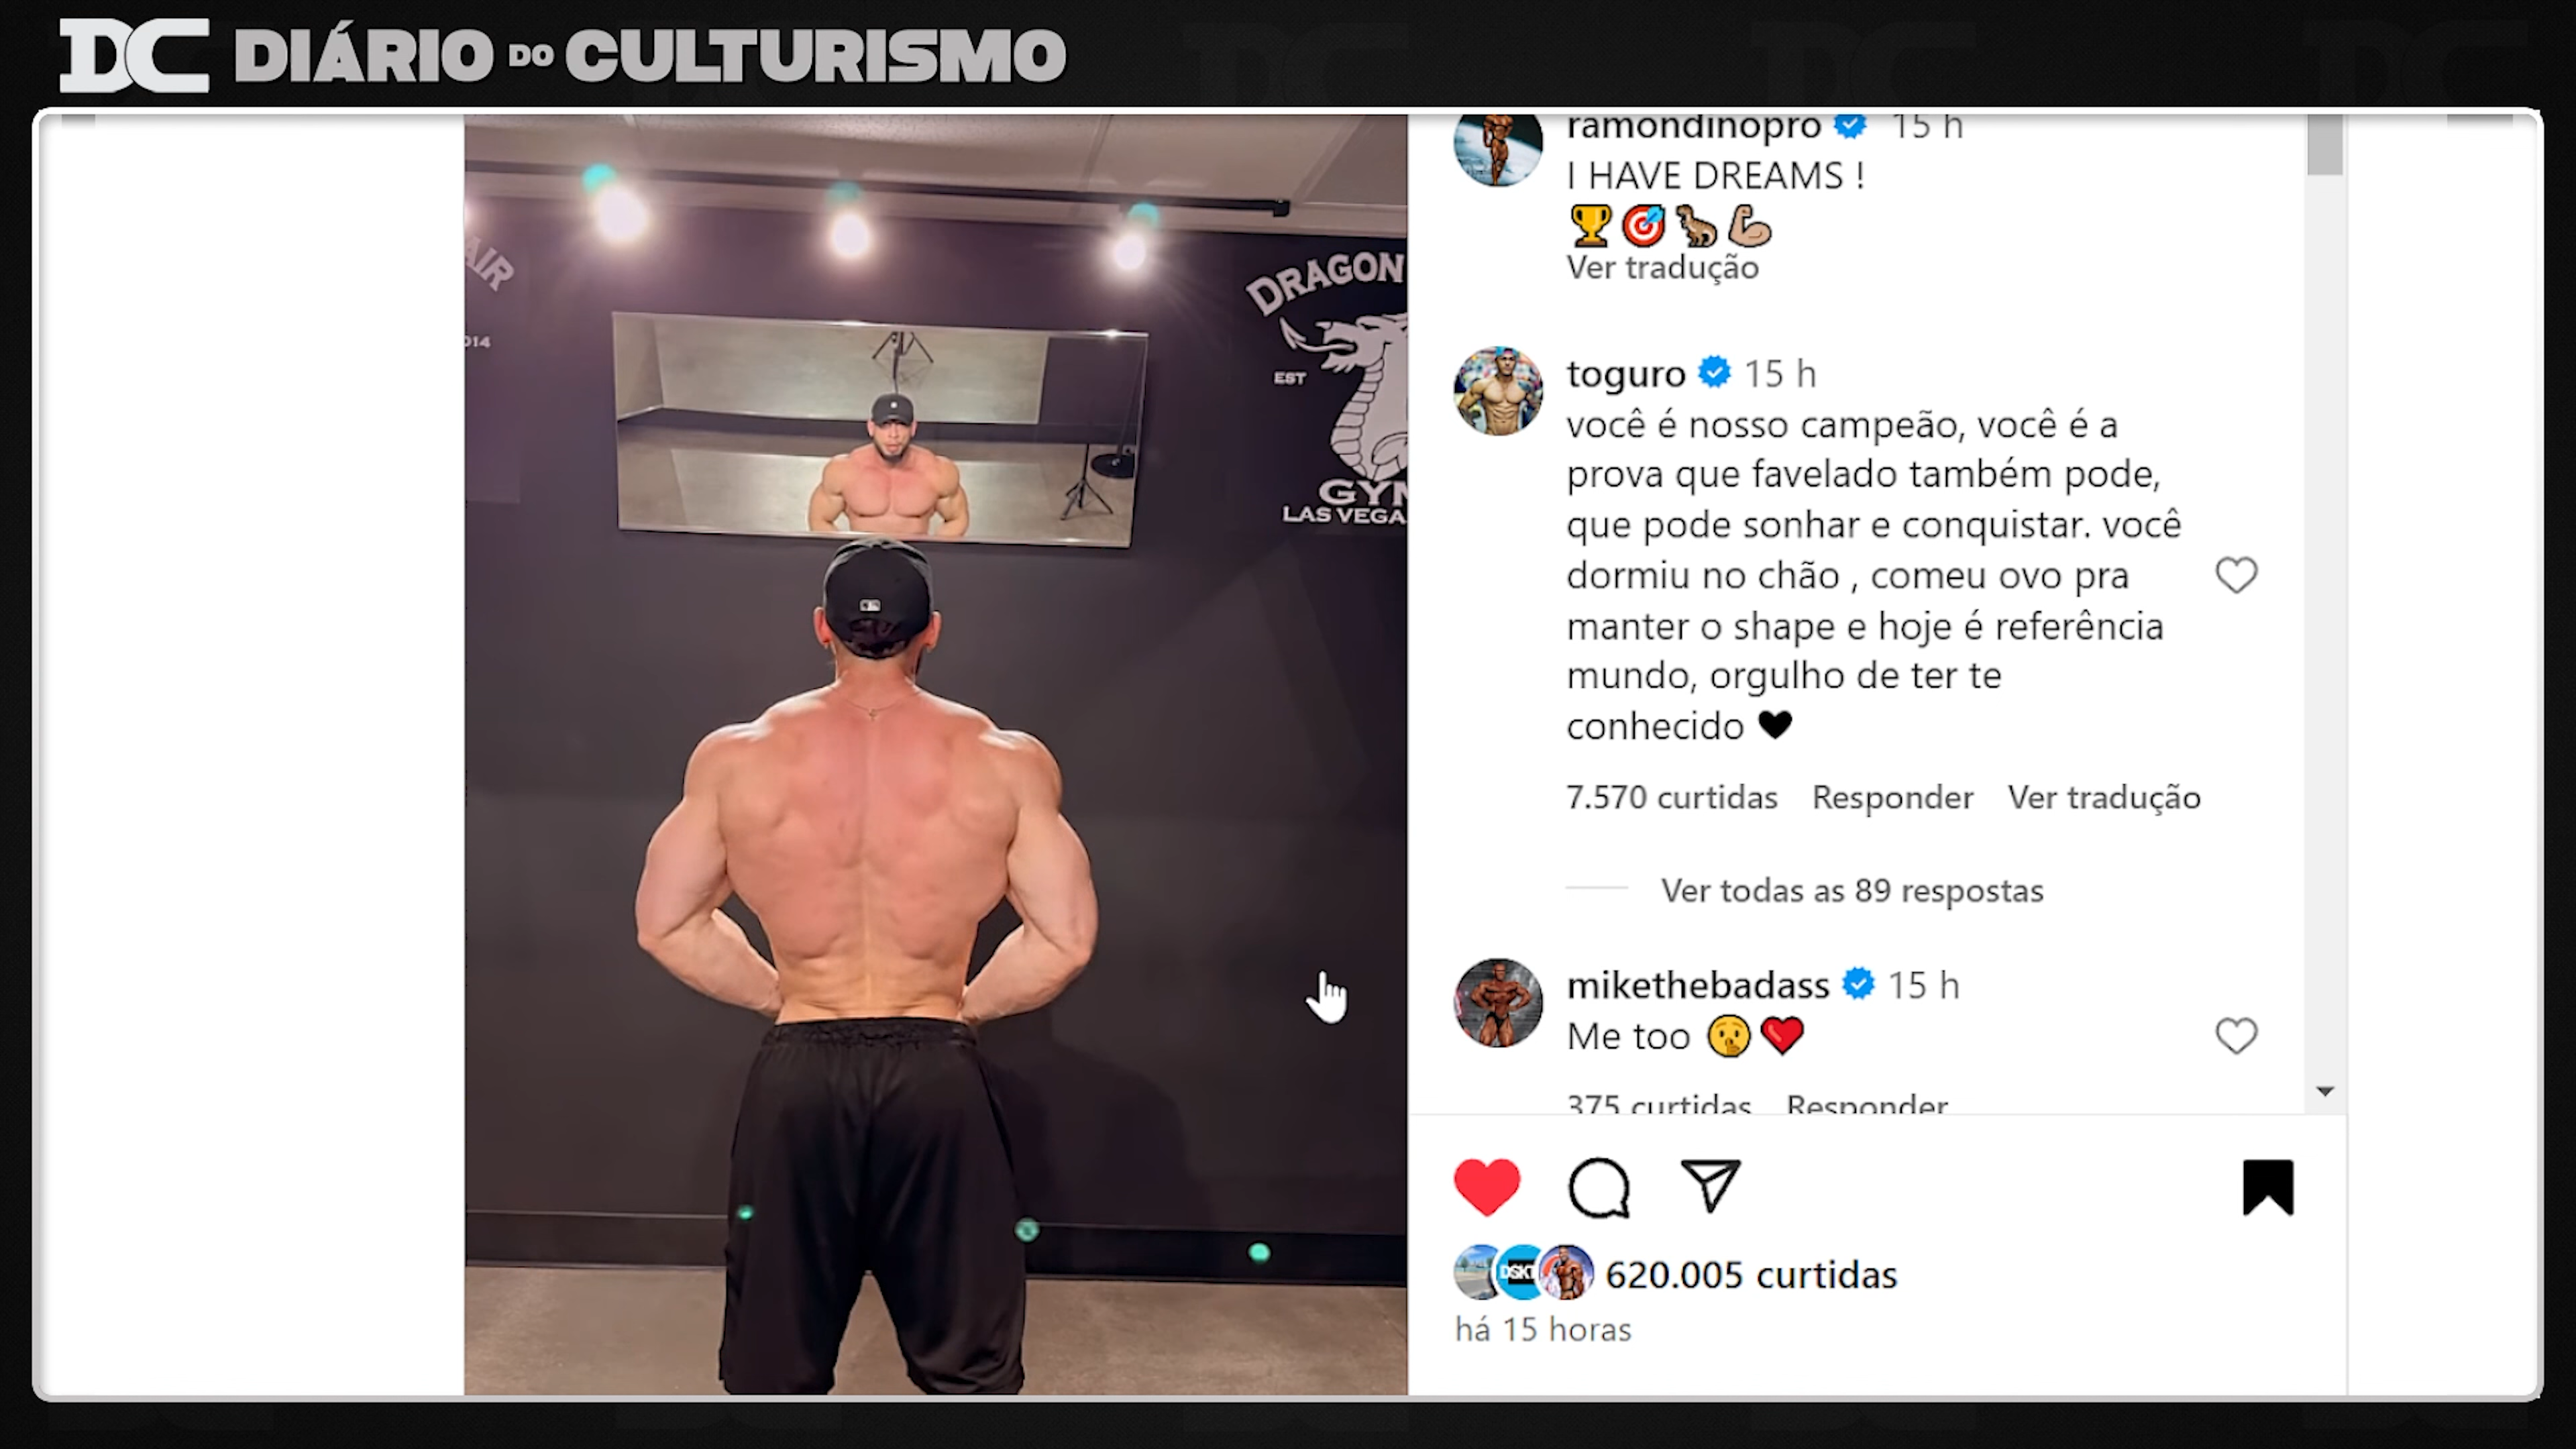 DC DIÁRIO DO CULTURISMO
AIR
014
DRAGON
EST
GYM
LAS VEGA
ramondinopro 15 h
I HAVE DREAMS !
🏆🎯🦖💪🏼
Ver tradução
toguro 15 h
você é nosso campeão, você é a
prova que favelado também pode,
que pode sonhar e conquistar. você
dormiu no chão , comeu ovo pra
manter o shape e hoje é referência
mundo, orgulho de ter te
conhecido 🖤
7.570 curtidas Responder Ver tradução
Ver todas as 89 respostas
mikethebadass 15 h
Me too 🤫❤️
375 curtidas Responder
DSKT
620.005 curtidas
há 15 horas